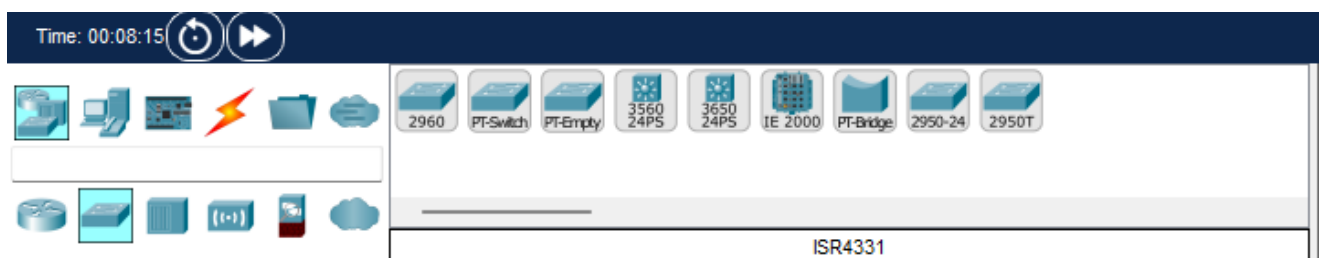 Time: 00:08:15
2960
PT-Switch
PT-Empty
3560
24PS
3650
24PS
IE 2000
PT-Bridge
2950-24
2950T
ISR4331